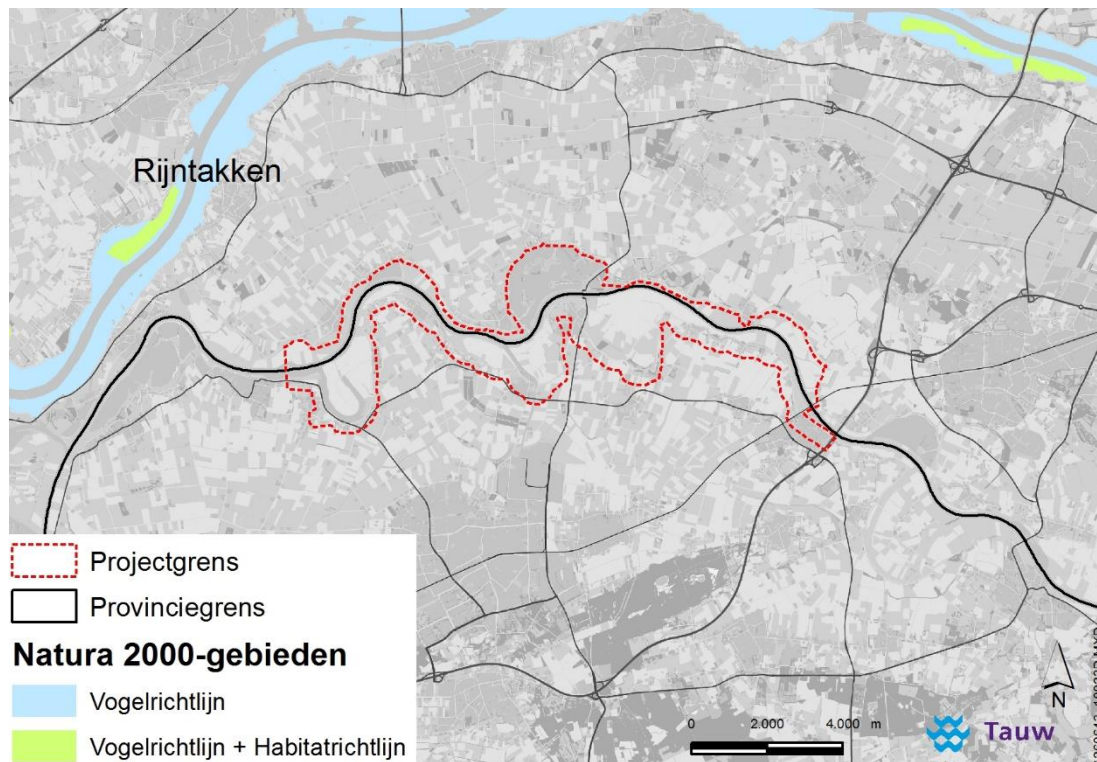 Rijntakken
Projectgrens
Provinciegrens
Natura 2000-gebieden
Vogelrichtlijn
Vogelrichtlijn + Habitatrichtlijn
0 2.000 4.000 m
N
Tauw